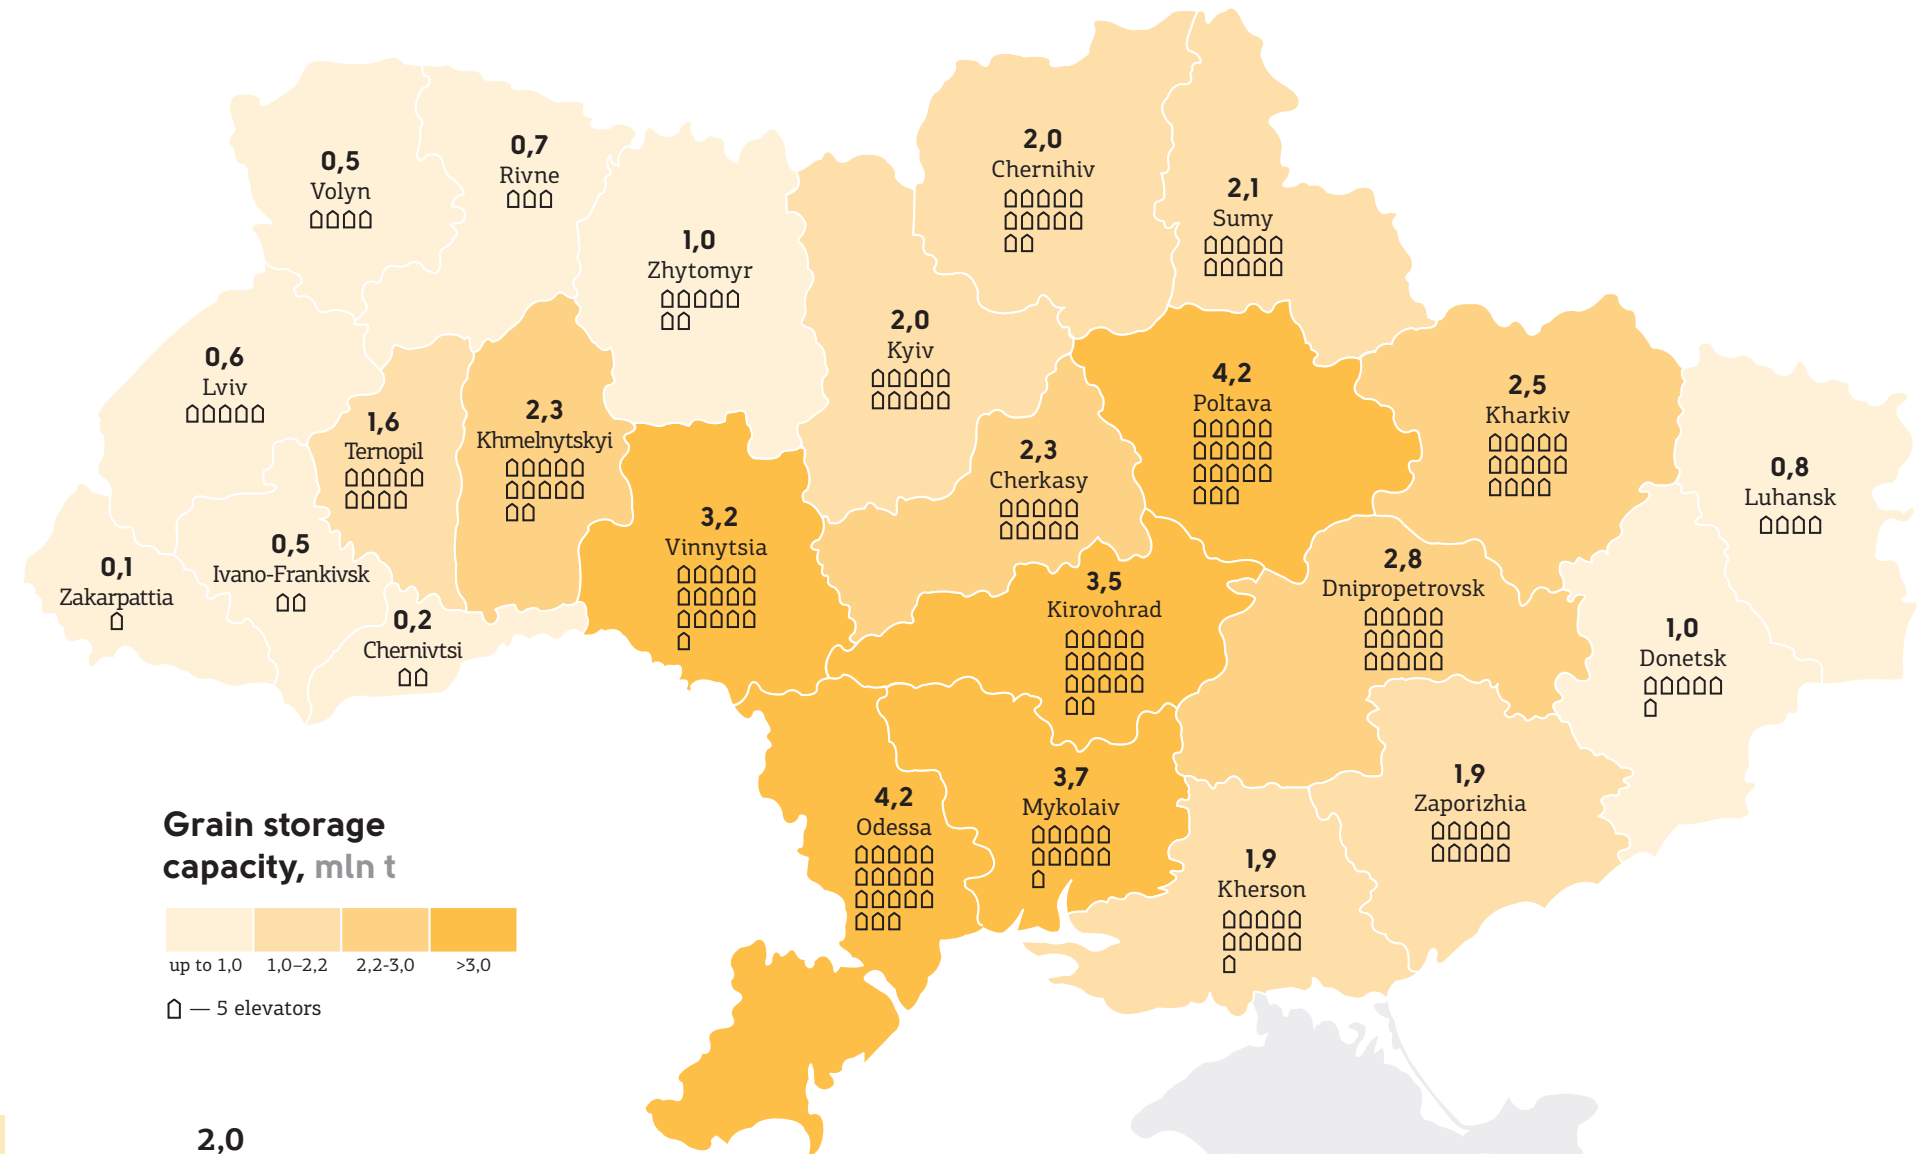 2,0
Chernihiv
0,5
Volyn
0,7
Rivne
2,1
Sumy
1,0
Zhytomyr
2,0
Kyiv
0,6
Lviv
1,6
Ternopil
2,3
Khmelnytskyi
4,2
Poltava
2,5
Kharkiv
2,3
Cherkasy
0,8
Luhansk
3,2
Vinnytsia
0,1
Zakarpattia
0,5
Ivano-Frankivsk
0,2
Chernivtsi
3,5
Kirovohrad
2,8
Dnipropetrovsk
1,0
Donetsk
4,2
Odessa
3,7
Mykolaiv
1,9
Kherson
1,9
Zaporizhia
Grain storage
capacity, mln t
up to 1,0 1,0–2,2 2,2-3,0 >3,0
— 5 elevators
2,0